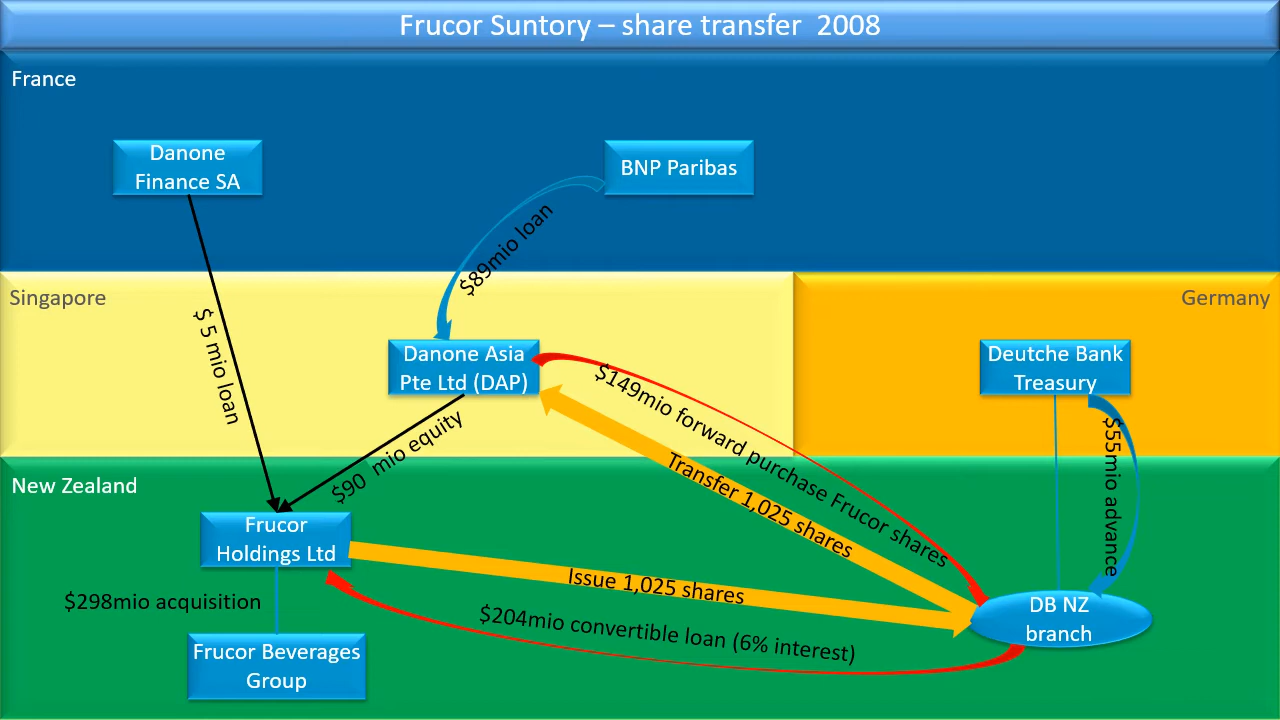 Frucor Suntory – share transfer  2008
France
Danone
Finance SA
BNP Paribas
$89mio loan
Singapore
Germany
$ 5 mio loan
Danone Asia
Pte Ltd (DAP)
Deutche Bank
Treasury
$149mio forward purchase Frucor shares
$90  mio equity
Transfer 1,025 shares
$55mio advance
New Zealand
Frucor
Holdings Ltd
Issue 1,025 shares
$298mio acquisition
$204mio convertible loan (6% interest)
DB NZ
branch
Frucor Beverages
Group